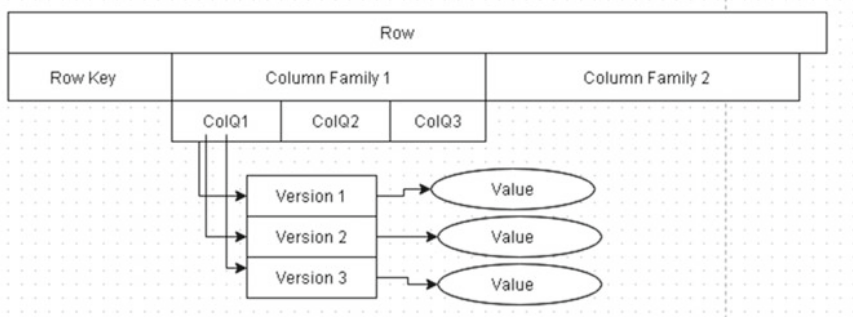 Row
Row Key Column Family 1 Column Family 2
ColQ1 ColQ2 ColQ3
Version 1 Value
Version 2 Value
Version 3 Value